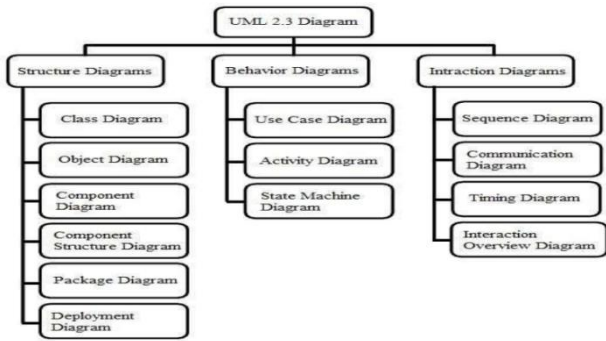 UML 2.3 Diagram
Structure Diagrams
Class Diagram
Object Diagram
Component
Diagram
Component
Structure Diagram
Package Diagram
Deployment
Diagram
Behavior Diagrams
Use Case Diagram
Activity Diagram
State Machine
Diagram
Intraction Diagrams
Sequence Diagram
Communication
Diagram
Timing Diagram
Interaction
Overview Diagram